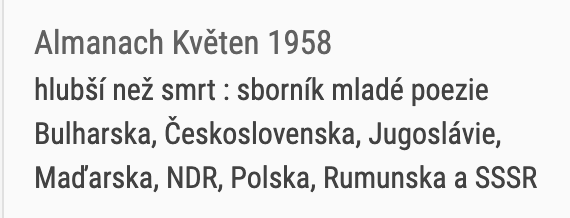 Almanach Květen 1958
hlubší než smrt : sborník mladé poezie
Bulharska, Československa, Jugoslávie,
Maďarska, NDR, Polska, Rumunska a SSSR